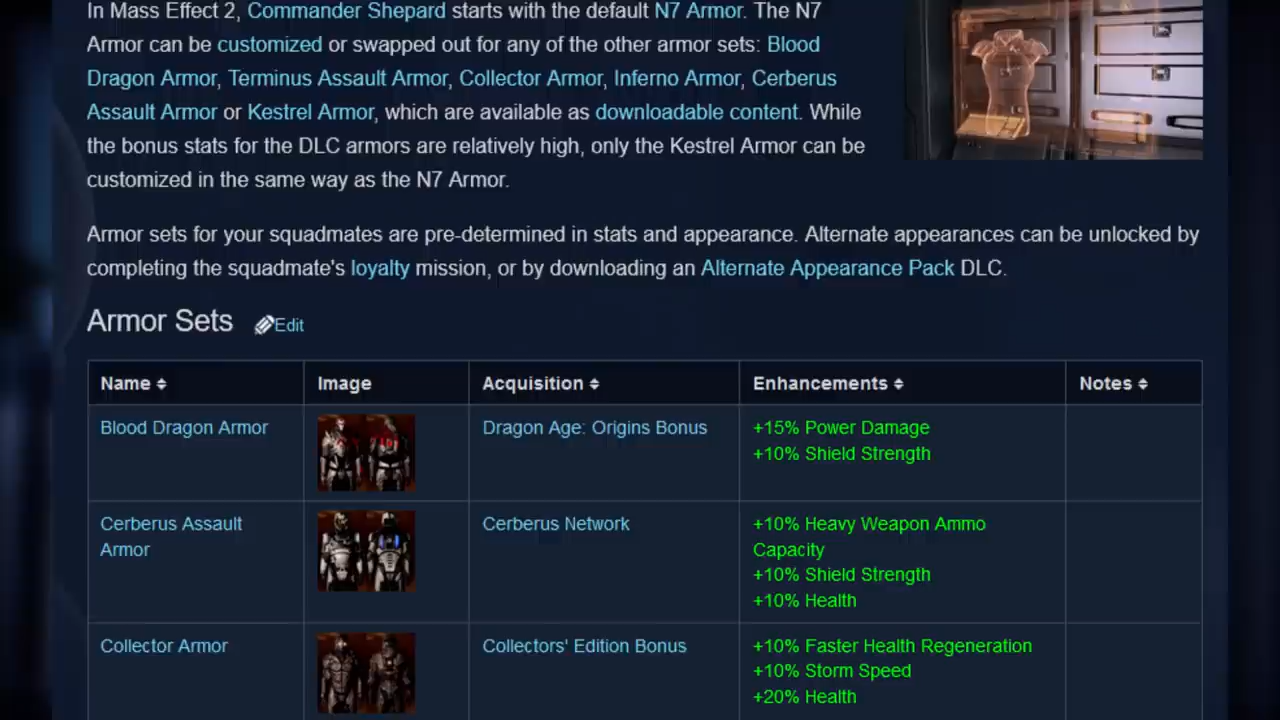 In Mass Effect 2, Commander Shepard starts with the default N7 Armor. The N7
Armor can be customized or swapped out for any of the other armor sets: Blood
Dragon Armor, Terminus Assault Armor, Collector Armor, Inferno Armor, Cerberus
Assault Armor or Kestrel Armor, which are available as downloadable content. While
the bonus stats for the DLC armors are relatively high, only the Kestrel Armor can be
customized in the same way as the N7 Armor.
Armor sets for your squadmates are pre-determined in stats and appearance. Alternate appearances can be unlocked by
completing the squadmate's loyalty mission, or by downloading an Alternate Appearance Pack DLC.
Armor Sets Edit
Name Image Acquisition Enhancements Notes
Blood Dragon Armor Dragon Age: Origins Bonus +15% Power Damage
+10% Shield Strength
Cerberus Assault Cerberus Network +10% Heavy Weapon Ammo
Armor Capacity
+10% Shield Strength
+10% Health
Collector Armor Collectors' Edition Bonus +10% Faster Health Regeneration
+10% Storm Speed
+20% Health